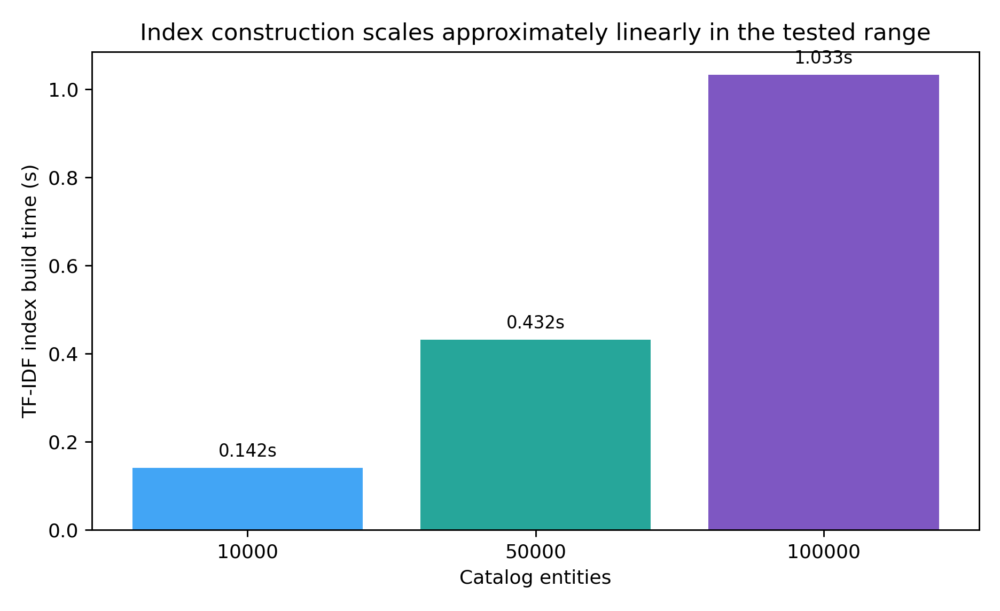 Index construction scales approximately linearly in the tested range
1.033s
1.0
0.8
TF-IDF index build time (s)
0.6
0.432s
0.4
0.142s
0.2
0.0
10000 50000 100000
Catalog entities